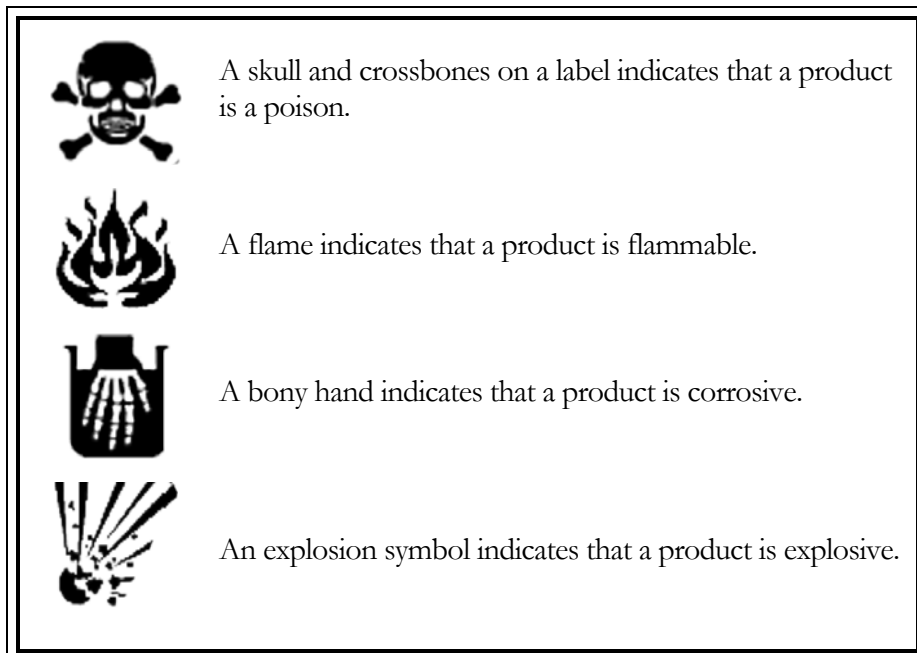 A skull and crossbones on a label indicates that a product
is a poison.
A flame indicates that a product is flammable.
A bony hand indicates that a product is corrosive.
An explosion symbol indicates that a product is explosive.